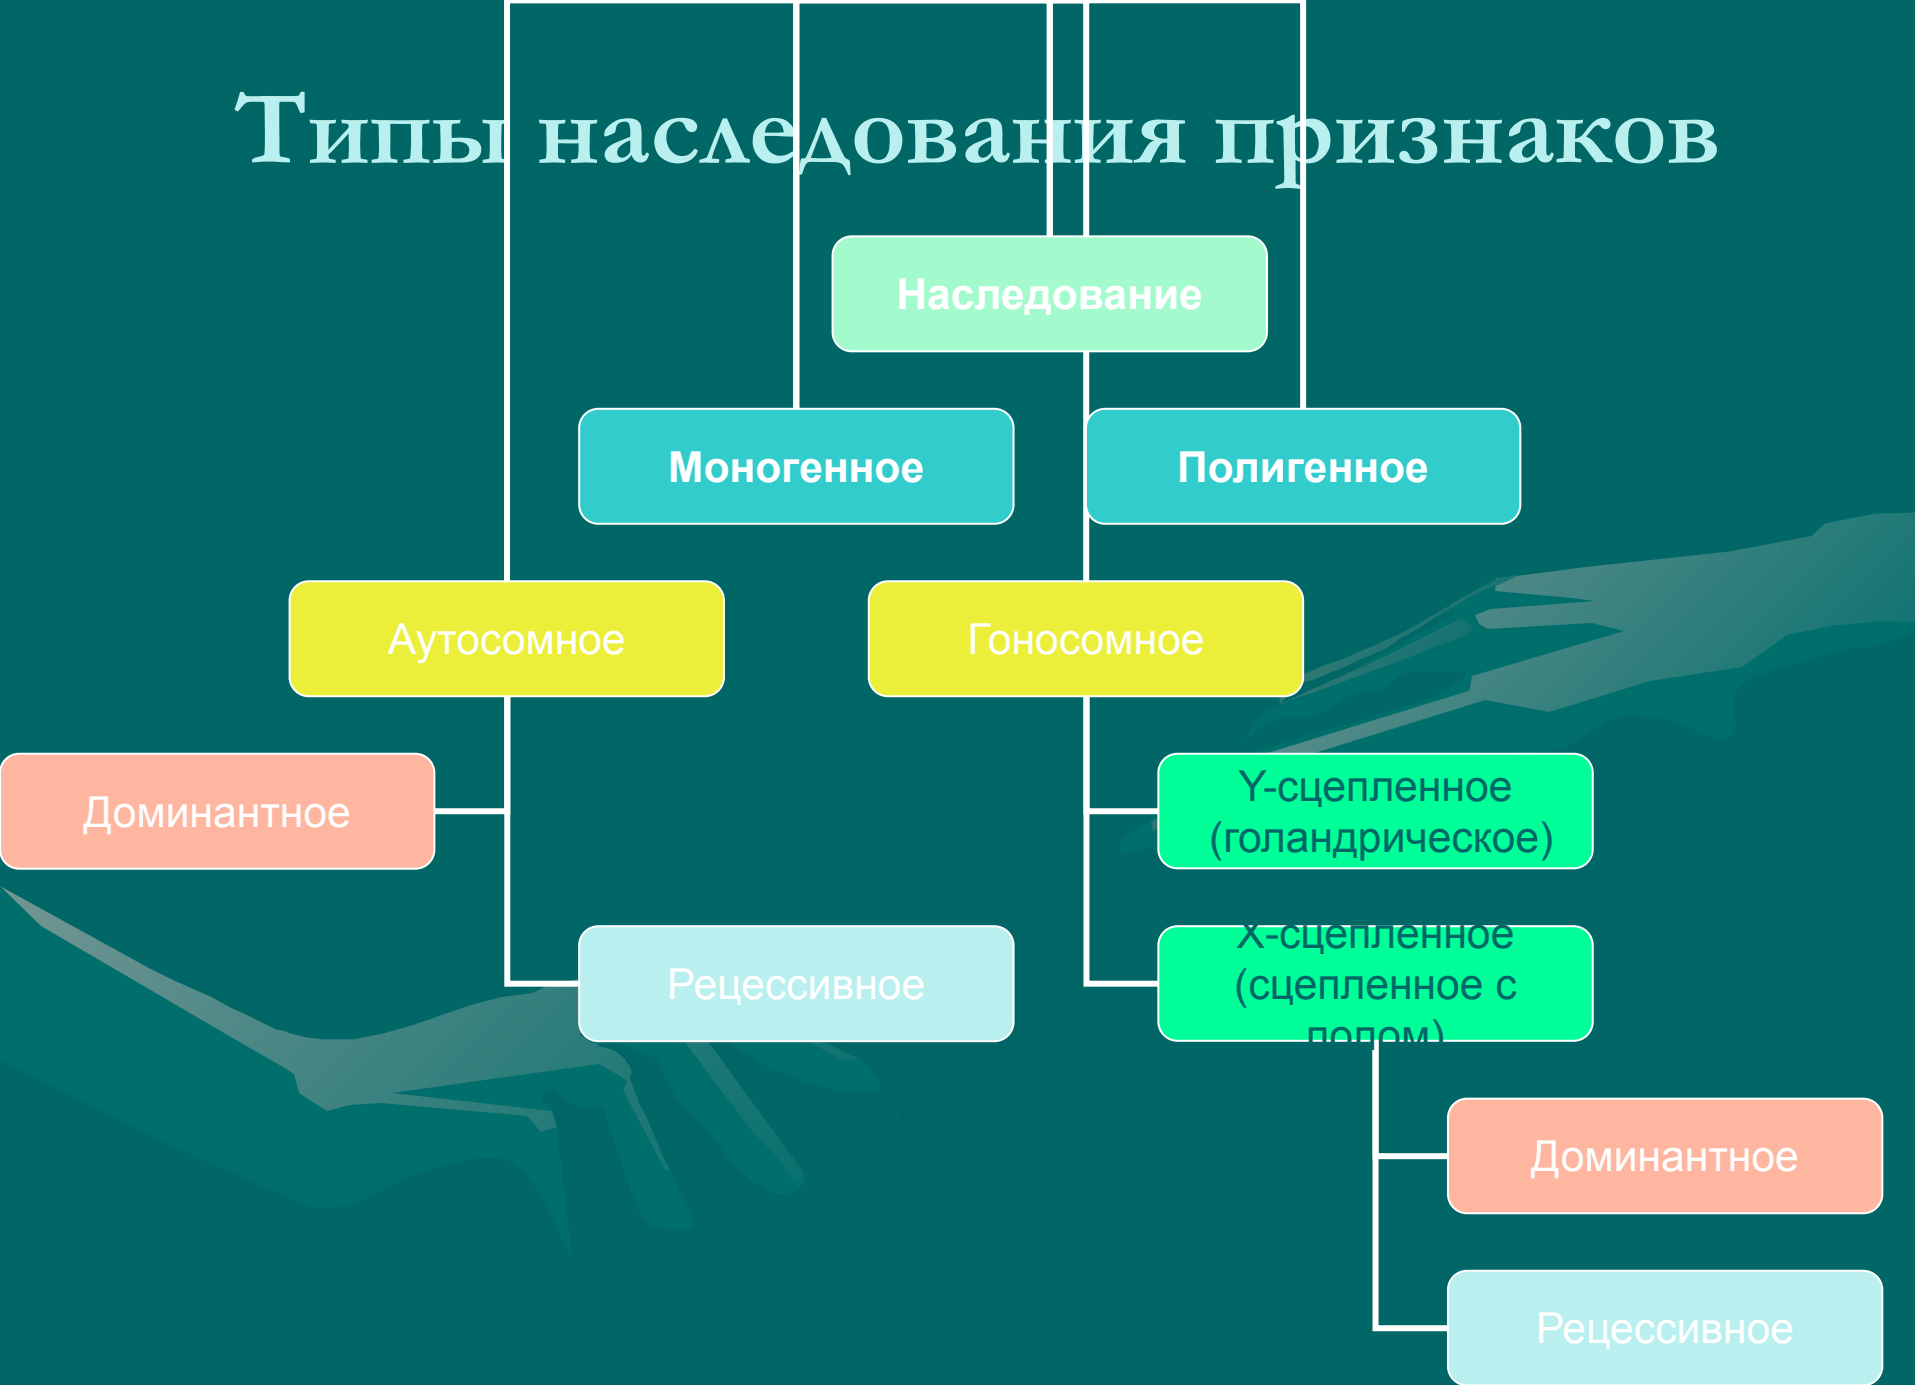 Типы наследования признаков
Наследование
Моногенное
Полигенное
Аутосомное
Гоносомное
Доминантное
Y-сцепленное
(голандрическое)
Рецессивное
Х-сцепленное
(сцепленное с
полом)
Доминантное
Рецессивное